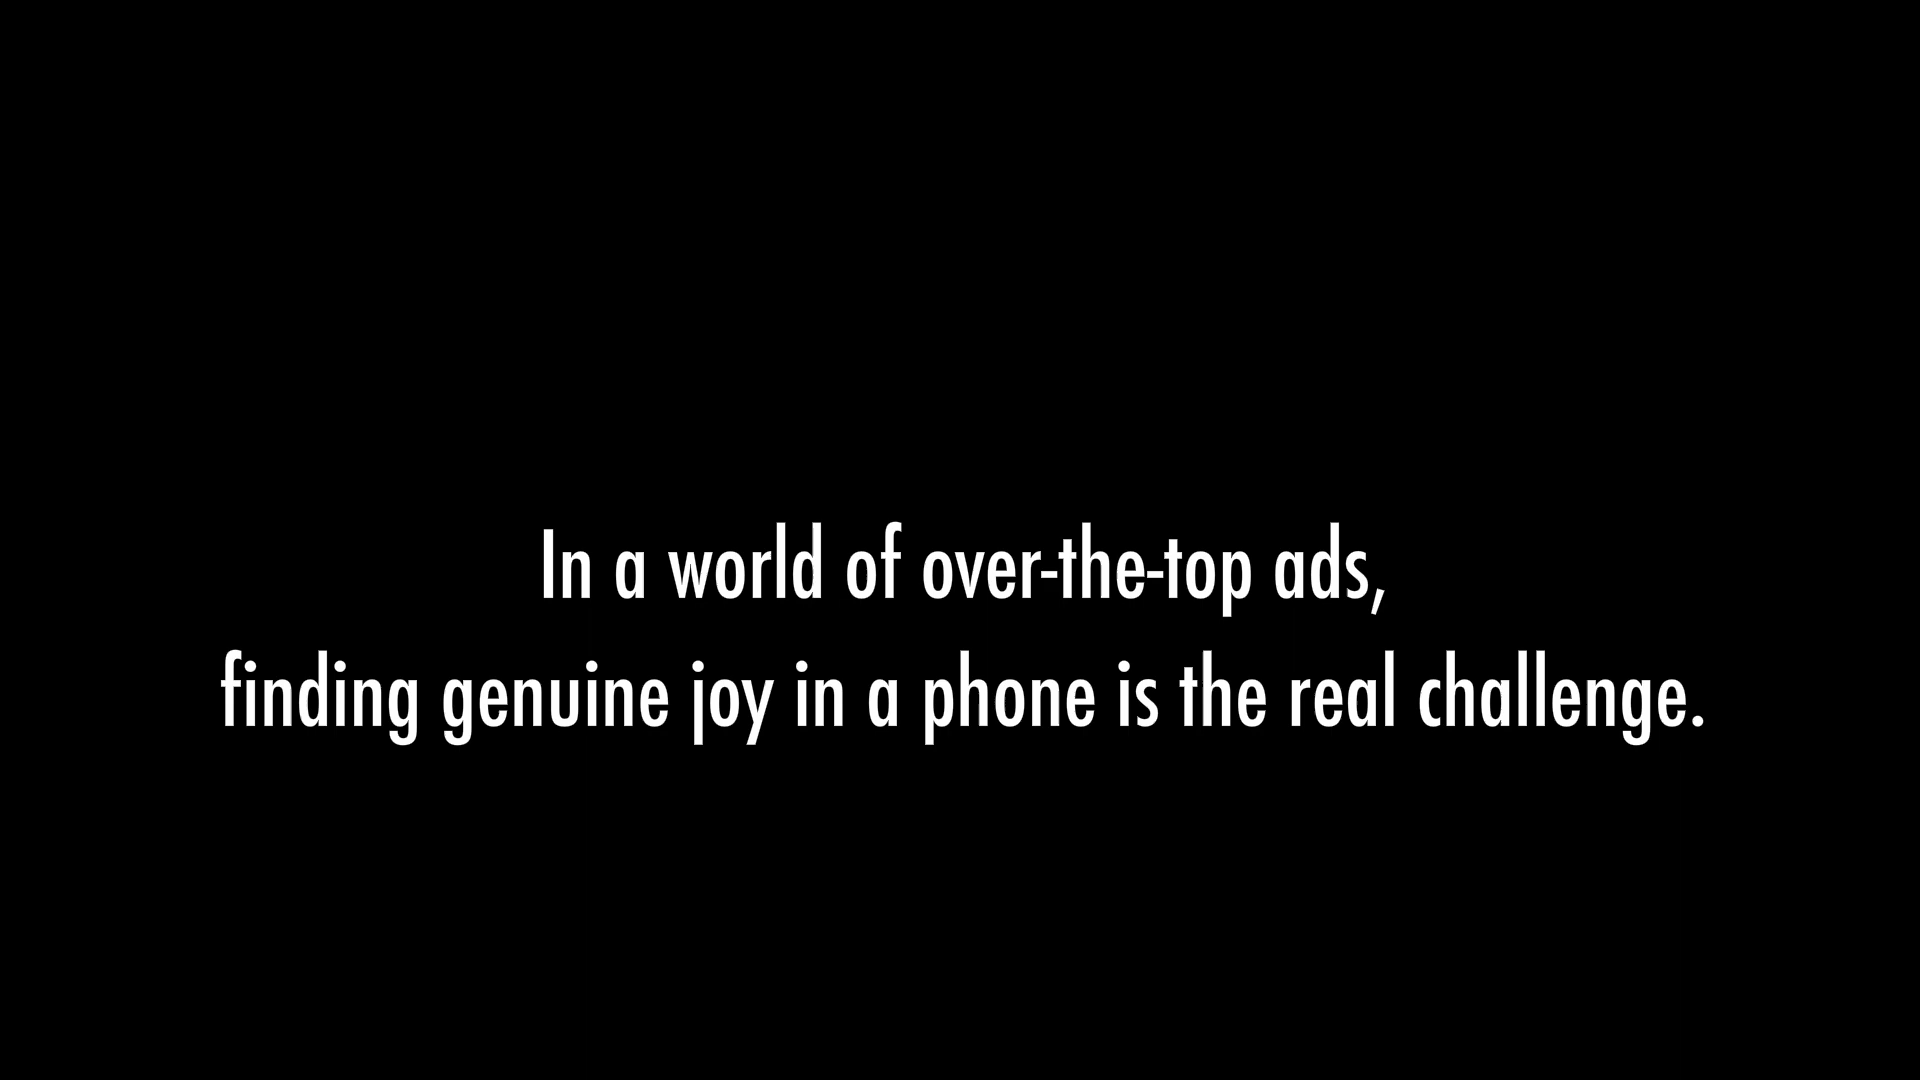 In a world of over-the-top ads,
finding genuine joy in a phone is the real challenge.